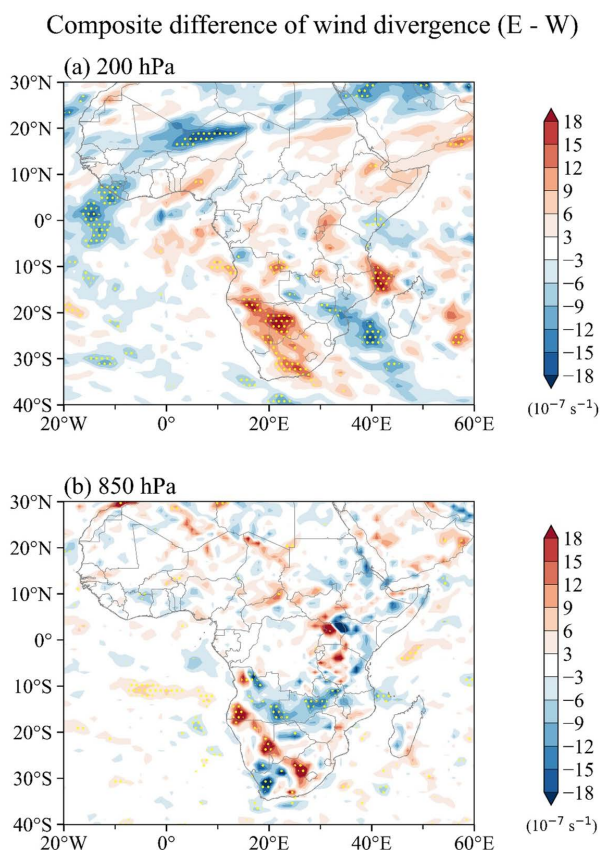 Composite difference of wind divergence (E - W)
(a) 200 hPa
30°N
20°N
10°N
0°
10°S
20°S
30°S
40°S
20°W 0° 20°E 40°E 60°E
18
15
12
9
6
3
−3
−6
−9
−12
−15
−18
(10⁻⁷ s⁻¹)
(b) 850 hPa
30°N
20°N
10°N
0°
10°S
20°S
30°S
40°S
20°W 0° 20°E 40°E 60°E
18
15
12
9
6
3
−3
−6
−9
−12
−15
−18
(10⁻⁷ s⁻¹)